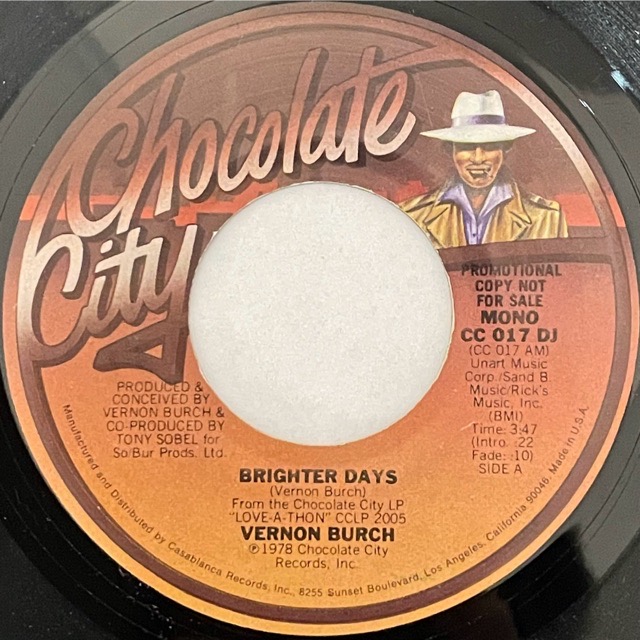 Chocolate
City
PROMOTIONAL
COPY NOT
FOR SALE
MONO
CC 017 DJ
(CC 017 AM)
Unart Music
Corp./Sand B.
Music/Rick's
Music, Inc.
(BMI)
Time: 3:47
(Intro: :22
Fade: :10)
SIDE A
PRODUCED &
CONCEIVED BY
VERNON BURCH &
CO-PRODUCED BY
TONY SOBEL for
So Bur Prods. Ltd.
BRIGHTER DAYS
(Vernon Burch)
From the Chocolate City LP
"LOVE-A-THON" CCLP 2005
VERNON BURCH
©1978 Chocolate City
Records, Inc.
Manufactured and Distributed by Casablanca Records, Inc., 8255 Sunset Boulevard, Los Angeles, California 90046. Made in U.S.A.